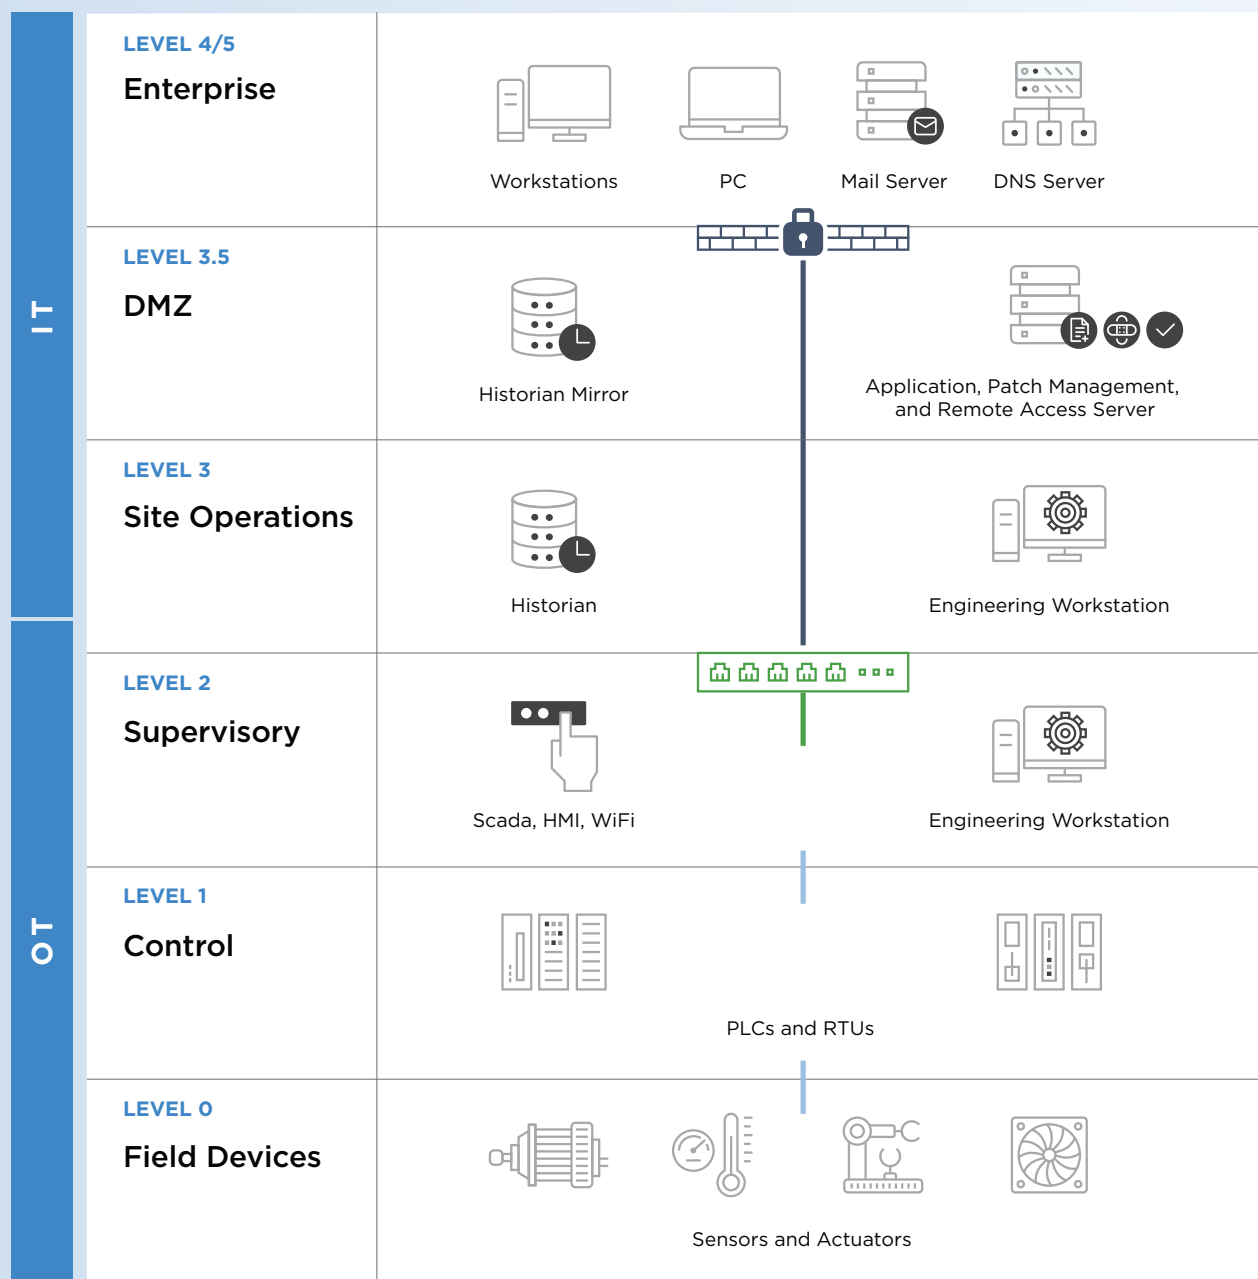 IT
LEVEL 4/5
Enterprise
Workstations
PC
Mail Server
DNS Server
LEVEL 3.5
DMZ
Historian Mirror
Application, Patch Management,
and Remote Access Server
LEVEL 3
Site Operations
Historian
Engineering Workstation
OT
LEVEL 2
Supervisory
Scada, HMI, WiFi
Engineering Workstation
LEVEL 1
Control
PLCs and RTUs
LEVEL 0
Field Devices
Sensors and Actuators